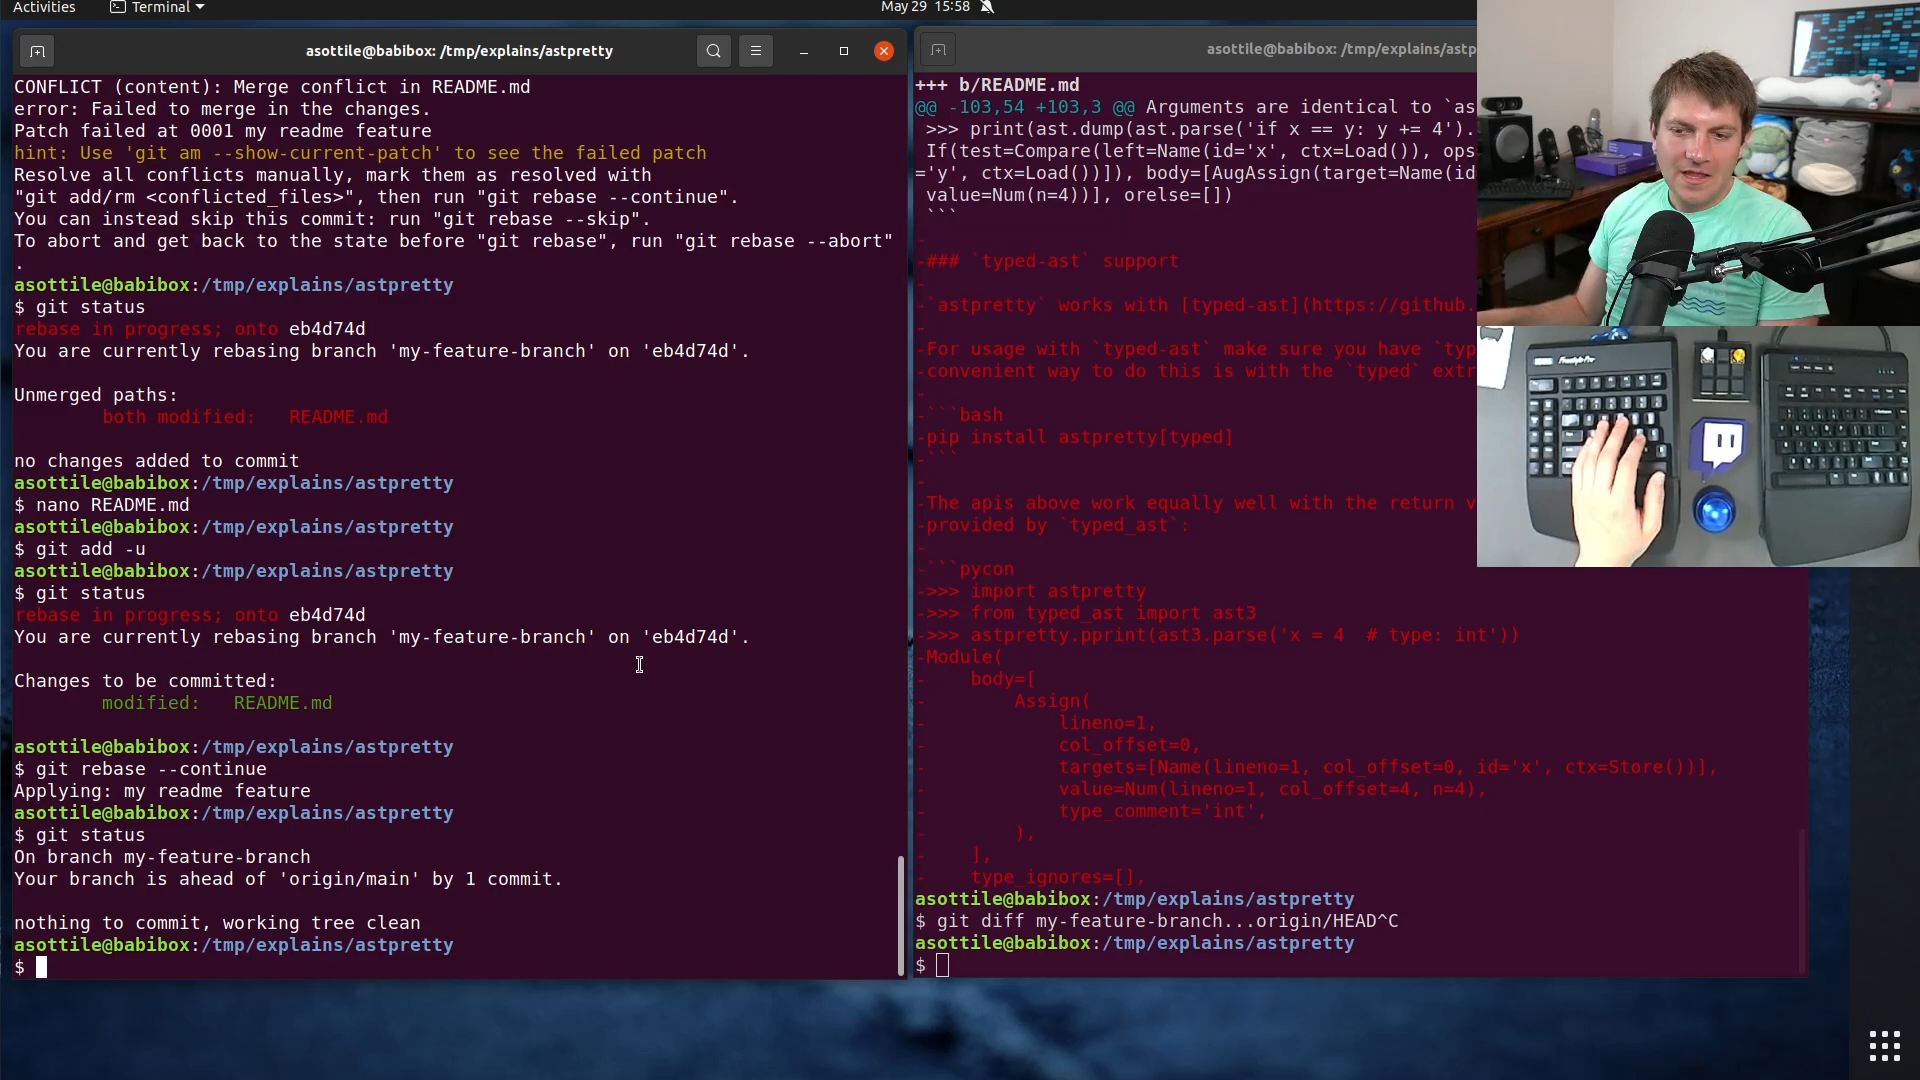 Activities
Terminal
May 29 15:58
asottile@babibox: /tmp/explains/astpretty
CONFLICT (content): Merge conflict in README.md
error: Failed to merge in the changes.
Patch failed at 0001 my readme feature
hint: Use 'git am --show-current-patch' to see the failed patch
Resolve all conflicts manually, mark them as resolved with
"git add/rm <conflicted_files>", then run "git rebase --continue".
You can instead skip this commit: run "git rebase --skip".
To abort and get back to the state before "git rebase", run "git rebase --abort"
.
asottile@babibox:/tmp/explains/astpretty
$ git status
rebase in progress; onto eb4d74d
You are currently rebasing branch 'my-feature-branch' on 'eb4d74d'.
Unmerged paths:
both modified: README.md
no changes added to commit
asottile@babibox:/tmp/explains/astpretty
$ nano README.md
asottile@babibox:/tmp/explains/astpretty
$ git add -u
asottile@babibox:/tmp/explains/astpretty
$ git status
rebase in progress; onto eb4d74d
You are currently rebasing branch 'my-feature-branch' on 'eb4d74d'.
Changes to be committed:
modified: README.md
asottile@babibox:/tmp/explains/astpretty
$ git rebase --continue
Applying: my readme feature
asottile@babibox:/tmp/explains/astpretty
$ git status
On branch my-feature-branch
Your branch is ahead of 'origin/main' by 1 commit.
nothing to commit, working tree clean
asottile@babibox:/tmp/explains/astpretty
$
asottile@babibox: /tmp/explains/astp
+++ b/README.md
@@ -103,54 +103,3 @@ Arguments are identical to `as
>>> print(ast.dump(ast.parse('if x == y: y += 4').
If(test=Compare(left=Name(id='x', ctx=Load()), ops
='y', ctx=Load())]), body=[AugAssign(target=Name(id
value=Num(n=4))], orelse=[])
```
-
-### `typed-ast` support
-
-`astpretty` works with [typed-ast](https://github.
-
-For usage with `typed-ast` make sure you have `typ
-convenient way to do this is with the `typed` extr
-
-```bash
-pip install astpretty[typed]
-```
-
-The apis above work equally well with the return v
-provided by `typed_ast`:
-
-```pycon
->>> import astpretty
->>> from typed_ast import ast3
->>> astpretty.pprint(ast3.parse('x = 4  # type: int'))
-Module(
-    body=[
-        Assign(
-            lineno=1,
-            col_offset=0,
-            targets=[Name(lineno=1, col_offset=0, id='x', ctx=Store())],
-            value=Num(lineno=1, col_offset=4, n=4),
-            type_comment='int',
-        ),
-    ],
-    type_ignores=[],
asottile@babibox:/tmp/explains/astpretty
$ git diff my-feature-branch...origin/HEAD^C
asottile@babibox:/tmp/explains/astpretty
$